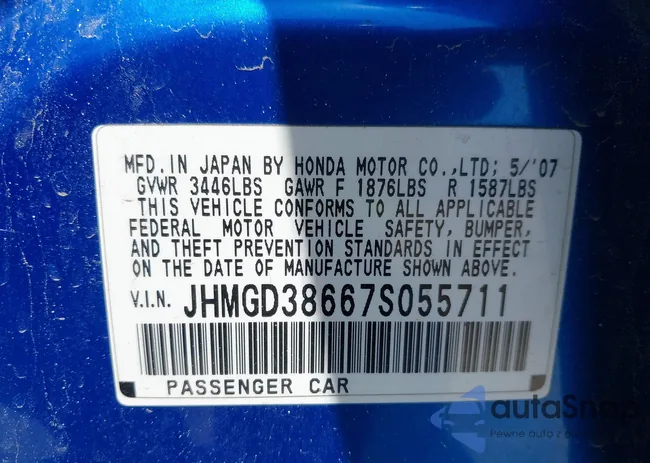 MFD.IN JAPAN BY HONDA MOTOR CO.,LTD; 5/'07
GVWR 3446LBS GAWR F 1876LBS R 1587LBS
THIS VEHICLE CONFORMS TO ALL APPLICABLE
FEDERAL MOTOR VEHICLE SAFETY, BUMPER,
AND THEFT PREVENTION STANDARDS IN EFFECT
ON THE DATE OF MANUFACTURE SHOWN ABOVE.
V.I.N. JHMGD38667S055711
PASSENGER CAR
autaSnap
Pewne auta z